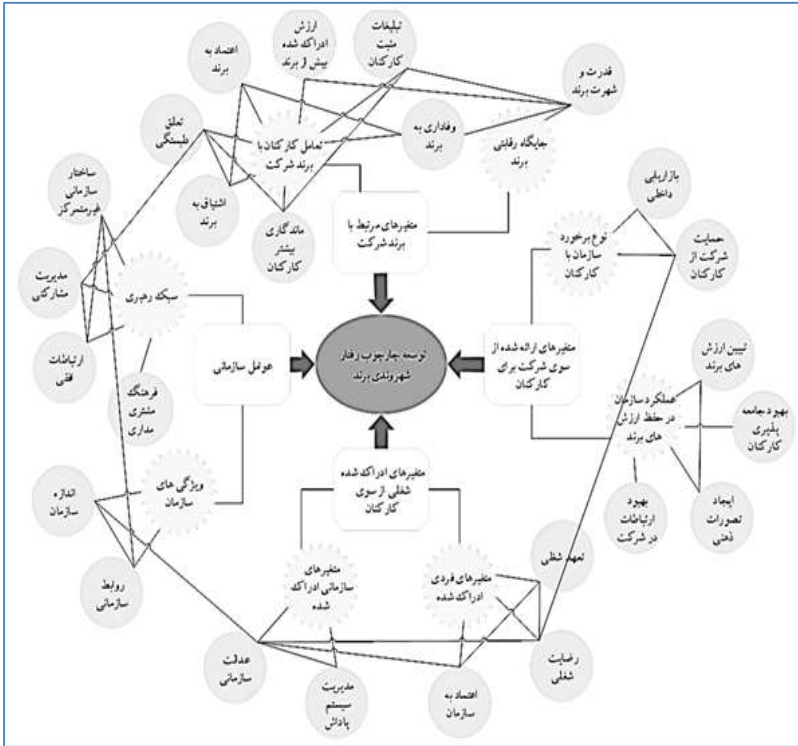 تبلیغات
مثبت
کارکنان
ارزش
ادراک شده
بیش از برند
اعتماد به
برند
قدرت و
شهرت برند
تعلق
طبستگی
تعامل کارکنان با
برند شرکت
وفاداری به
برند
جایگاه رقابتی
برند
بازاریابی
داخلی
ساختار
سازمانی
غیرمتمرکز
اشتیاق به
برند
ماندگاری
بیشتر
کارکنان
متغیرهای مرتبط با
برند شرکت
نوع برخورد
سازمان با
کارکنان
حمایت
شرکت از
کارکنان
مدیریت
مشارکتی
سبک رهبری
ارتباطات
افقی
عوامل سازمانی
توسعه چارچوب رفتار
شهروندی برند
متغیرهای ارائه شده از
سوی شرکت برای
کارکنان
تبیین ارزش
های برند
فرهنگ
مشتری
مداری
عملکرد سازمان
در حفظ ارزش
های برند
بهبود جامعه
پذیری
کارکنان
ویژگی های
سازمان
اندازه
سازمان
متغیرهای ادراک شده
شغلی از سوی
کارکنان
بهبود
ارتباطات
در شرکت
ایجاد
تصورات
ذهنی
روابط
سازمانی
متغیرهای
سازمانی ادراک
شده
متغیرهای فردی
ادراک شده
تعهد شغلی
عدالت
سازمانی
مدیریت
سیستم
پاداش
اعتماد به
سازمان
رضایت
شغلی